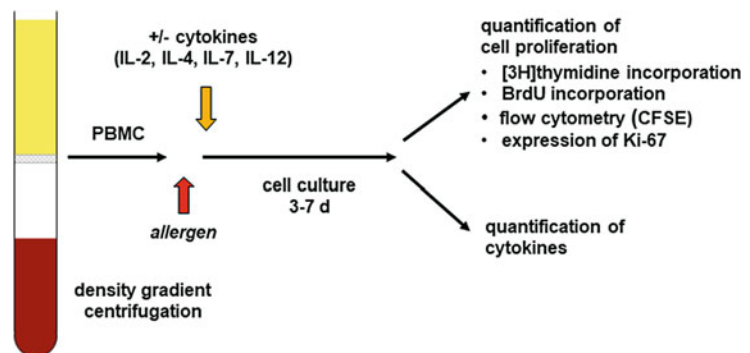 +/- cytokines
(IL-2, IL-4, IL-7, IL-12)
PBMC
allergen
cell culture
3-7 d
density gradient
centrifugation
quantification of
cell proliferation
• [3H]thymidine incorporation
• BrdU incorporation
• flow cytometry (CFSE)
• expression of Ki-67
quantification of
cytokines